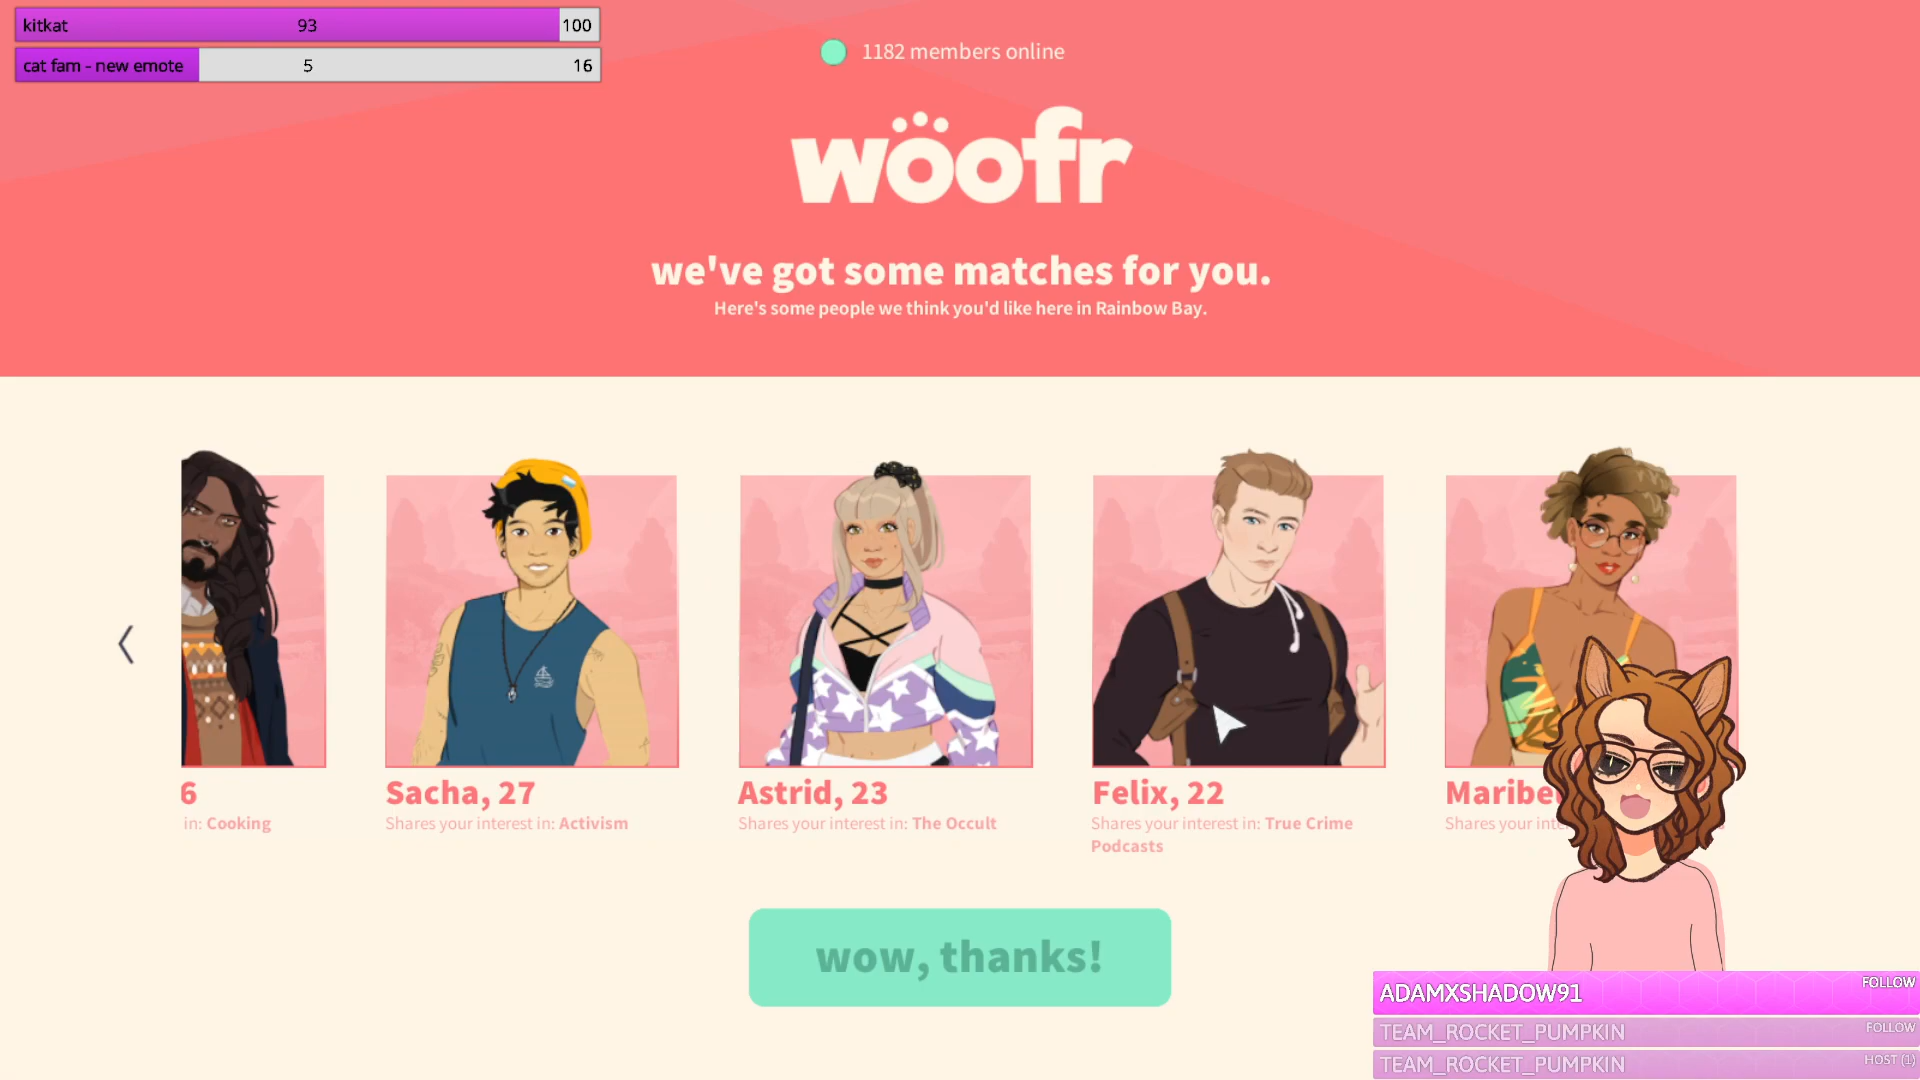 kitkat 93 100
cat fam - new emote 5 16
1182 members online
wöofr
we've got some matches for you.
Here's some people we think you'd like here in Rainbow Bay.
6
in: Cooking
Sacha, 27
Shares your interest in: Activism
Astrid, 23
Shares your interest in: The Occult
Felix, 22
Shares your interest in: True Crime
Podcasts
Shares your
wow, thanks!
ADAMXSHADOW91 FOLLOW
TEAM_ROCKET_PUMPKIN FOLLOW
TEAM_ROCKET_PUMPKIN HOST (1)